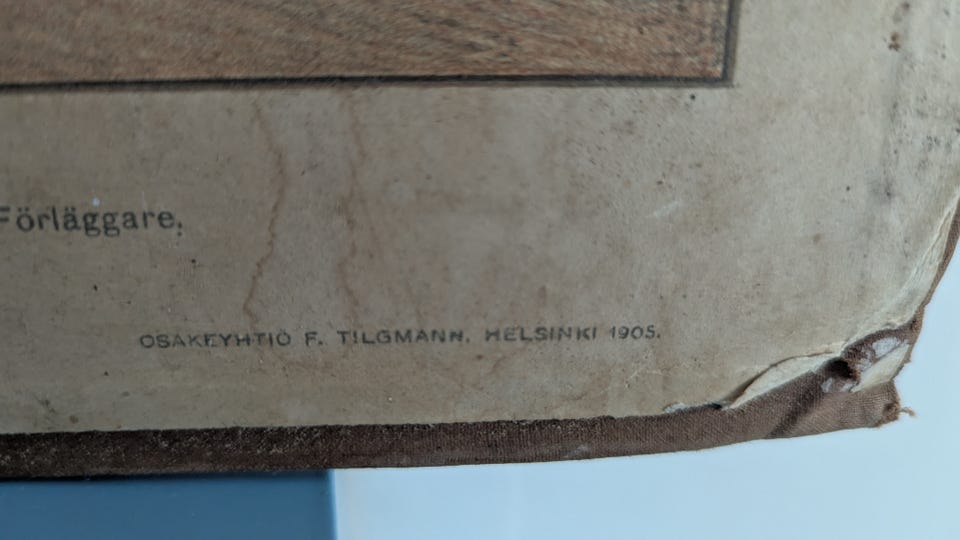 Förläggare.
OSAKEYHTIÖ F. TILGMANN. HELSINKI 1905.